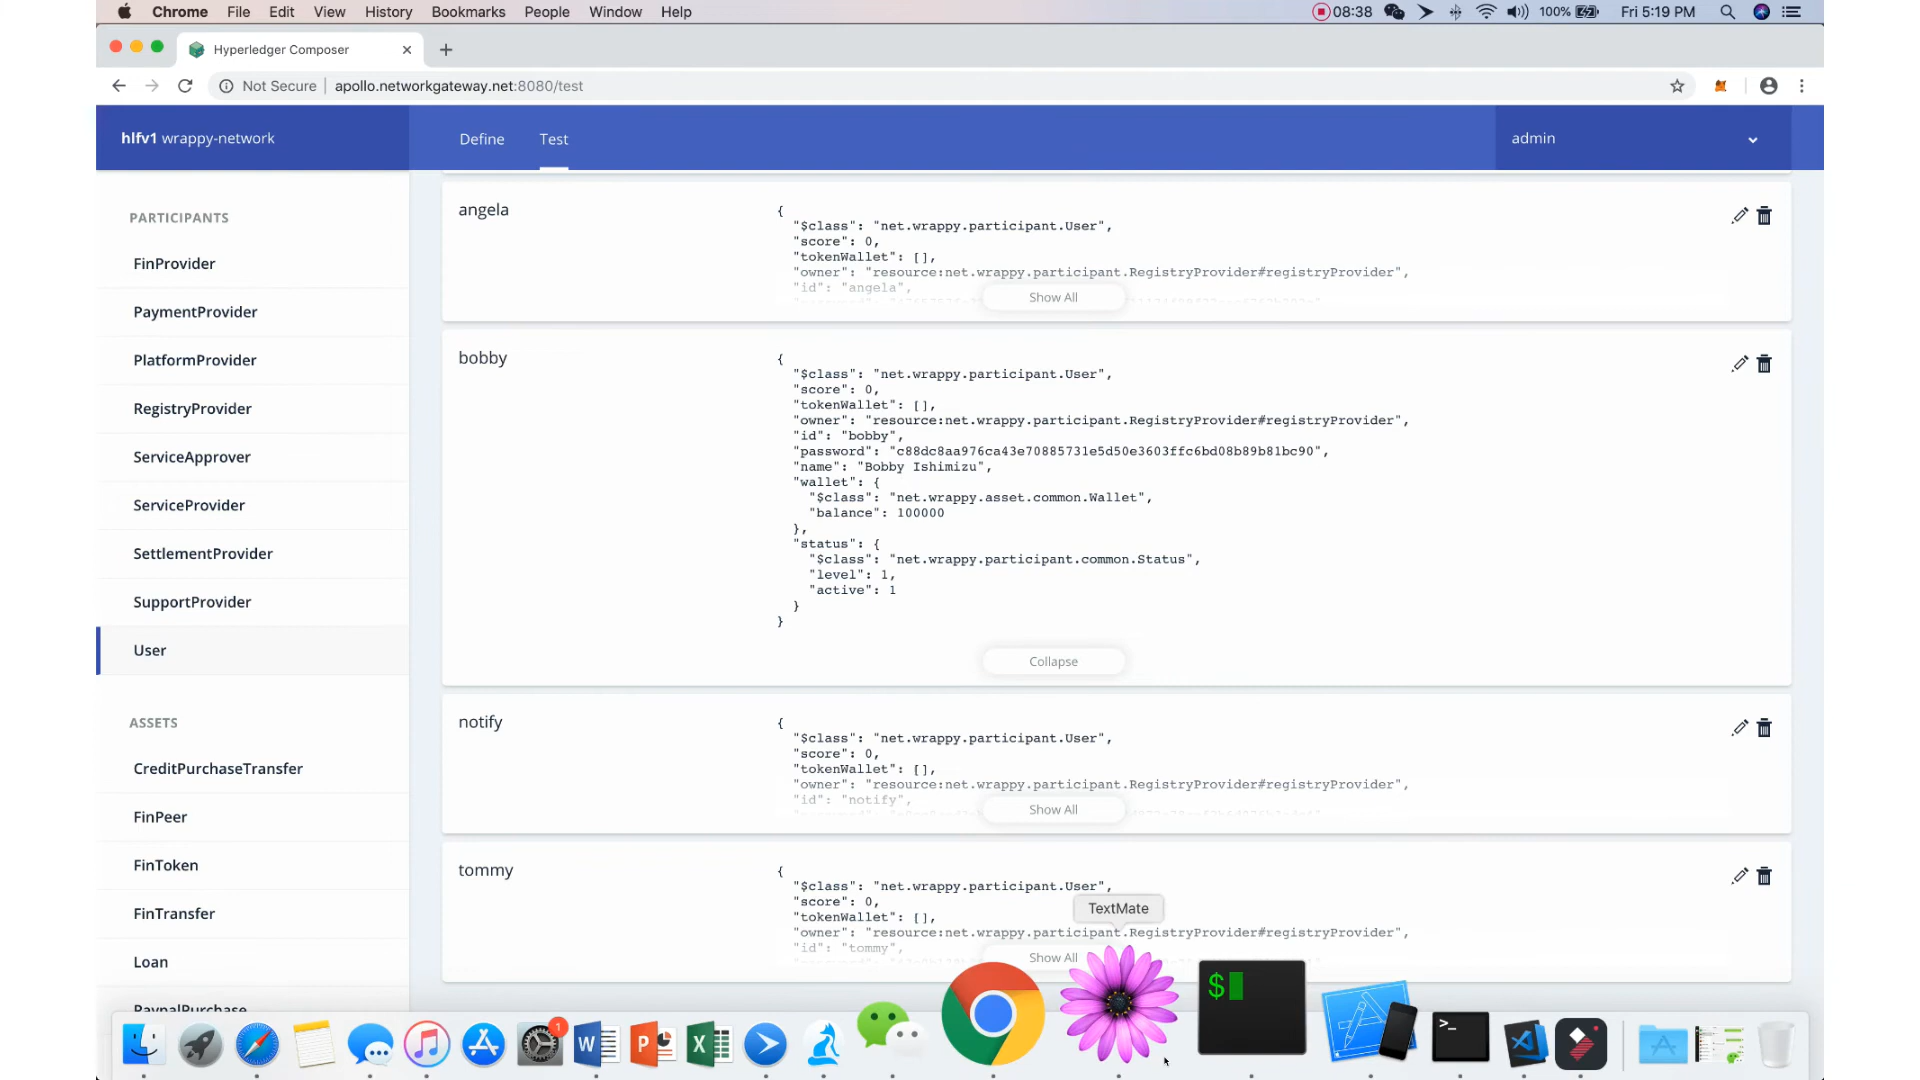 Chrome File Edit View History Bookmarks People Window Help 08:38 100% Fri 5:19 PM
Hyperledger Composer
Not Secure | apollo.networkgateway.net:8080/test
hlfv1 wrappy-network Define Test admin
PARTICIPANTS
FinProvider
PaymentProvider
PlatformProvider
RegistryProvider
ServiceApprover
ServiceProvider
SettlementProvider
SupportProvider
User
ASSETS
CreditPurchaseTransfer
FinPeer
FinToken
FinTransfer
Loan
PaypalPurchase
angela
{
"$class": "net.wrappy.participant.User",
"score": 0,
"tokenWallet": [],
"owner": "resource:net.wrappy.participant.RegistryProvider#registryProvider",
"id": "angela",
Show All
bobby
{
"$class": "net.wrappy.participant.User",
"score": 0,
"tokenWallet": [],
"owner": "resource:net.wrappy.participant.RegistryProvider#registryProvider",
"id": "bobby",
"password": "c88dc8aa976ca43e70885731e5d50e3603ffc6bd08b89b81bc90",
"name": "Bobby Ishimizu",
"wallet": {
"$class": "net.wrappy.asset.common.Wallet",
"balance": 100000
},
"status": {
"$class": "net.wrappy.participant.common.Status",
"level": 1,
"active": 1
}
}
Collapse
notify
{
"$class": "net.wrappy.participant.User",
"score": 0,
"tokenWallet": [],
"owner": "resource:net.wrappy.participant.RegistryProvider#registryProvider",
"id": "notify",
Show All
tommy
{
"$class": "net.wrappy.participant.User",
"score": 0,
"tokenWallet": [],
"owner": "resource:net.wrappy.participant.RegistryProvider#registryProvider",
"id": "tommy",
Show All
TextMate
1
W
P
X
$
>_